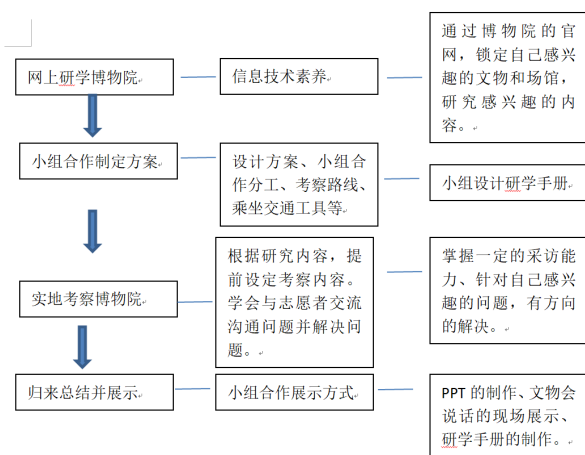 网上研学博物院
信息技术素养
通过博物院的官
网，锁定自己感兴
趣的文物和场馆，
研究感兴趣的内
容。
小组合作制定方案
设计方案、小组合
作分工、考察路线、
乘坐交通工具等
小组设计研学手册
实地考察博物院
根据研究内容，提
前设定考察内容。
学会与志愿者交流
沟通问题并解决问
题。
掌握一定的采访能
力、针对自己感兴
趣的问题，有方向
的解决。
归来总结并展示
小组合作展示方式
PPT 的制作、文物会
说话的现场展示、
研学手册的制作。